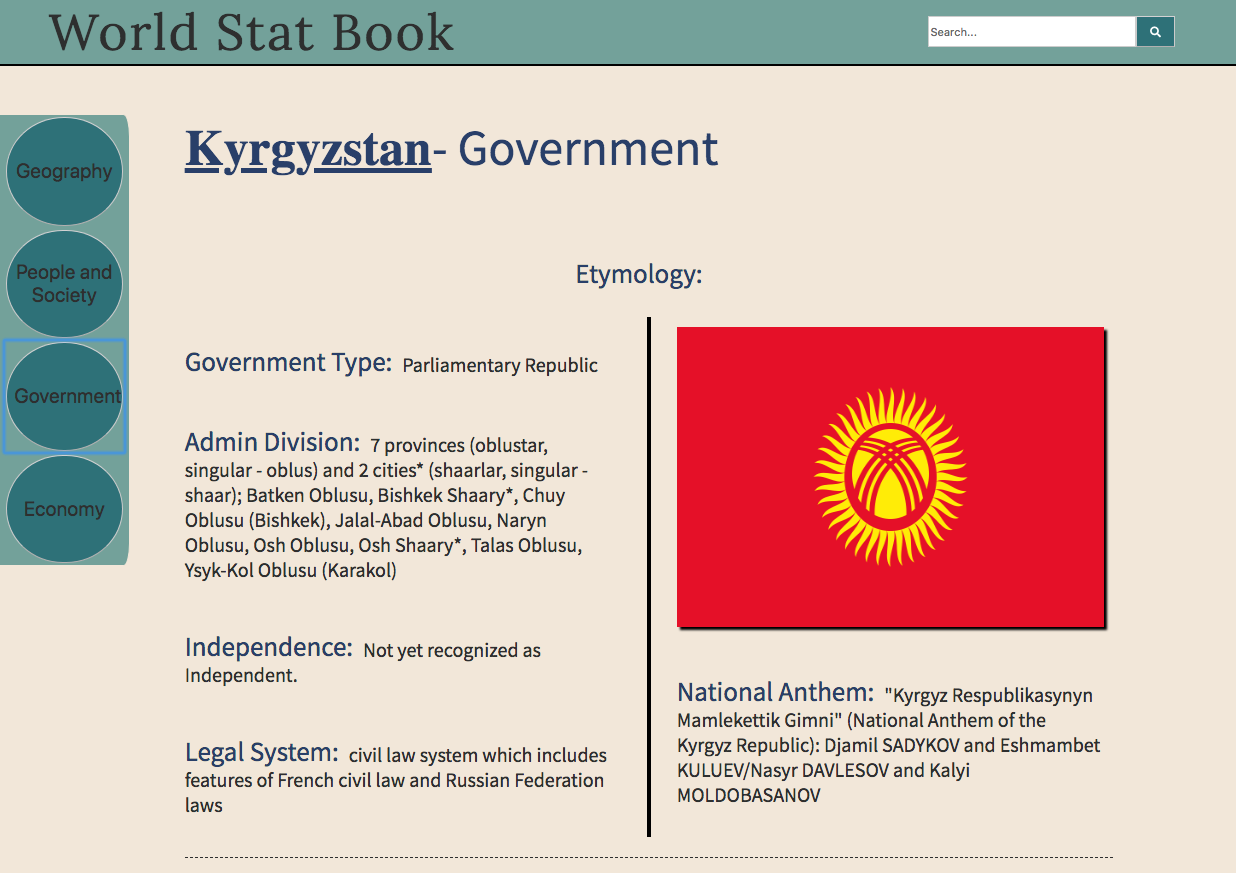 World Stat Book
Search...
Geography
People and
Society
Government
Economy
Kyrgyzstan- Government
Etymology:
Government Type: Parliamentary Republic
Admin Division: 7 provinces (oblustar,
singular - oblus) and 2 cities* (shaarlar, singular -
shaar); Batken Oblusu, Bishkek Shaary*, Chuy
Oblusu (Bishkek), Jalal-Abad Oblusu, Naryn
Oblusu, Osh Oblusu, Osh Shaary*, Talas Oblusu,
Ysyk-Kol Oblusu (Karakol)
Independence: Not yet recognized as
Independent.
Legal System: civil law system which includes
features of French civil law and Russian Federation
laws
National Anthem: "Kyrgyz Respublikasynyn
Mamlekettik Gimni" (National Anthem of the
Kyrgyz Republic): Djamil SADYKOV and Eshmambet
KULUEV/Nasyr DAVLESOV and Kalyi
MOLDOBASANOV